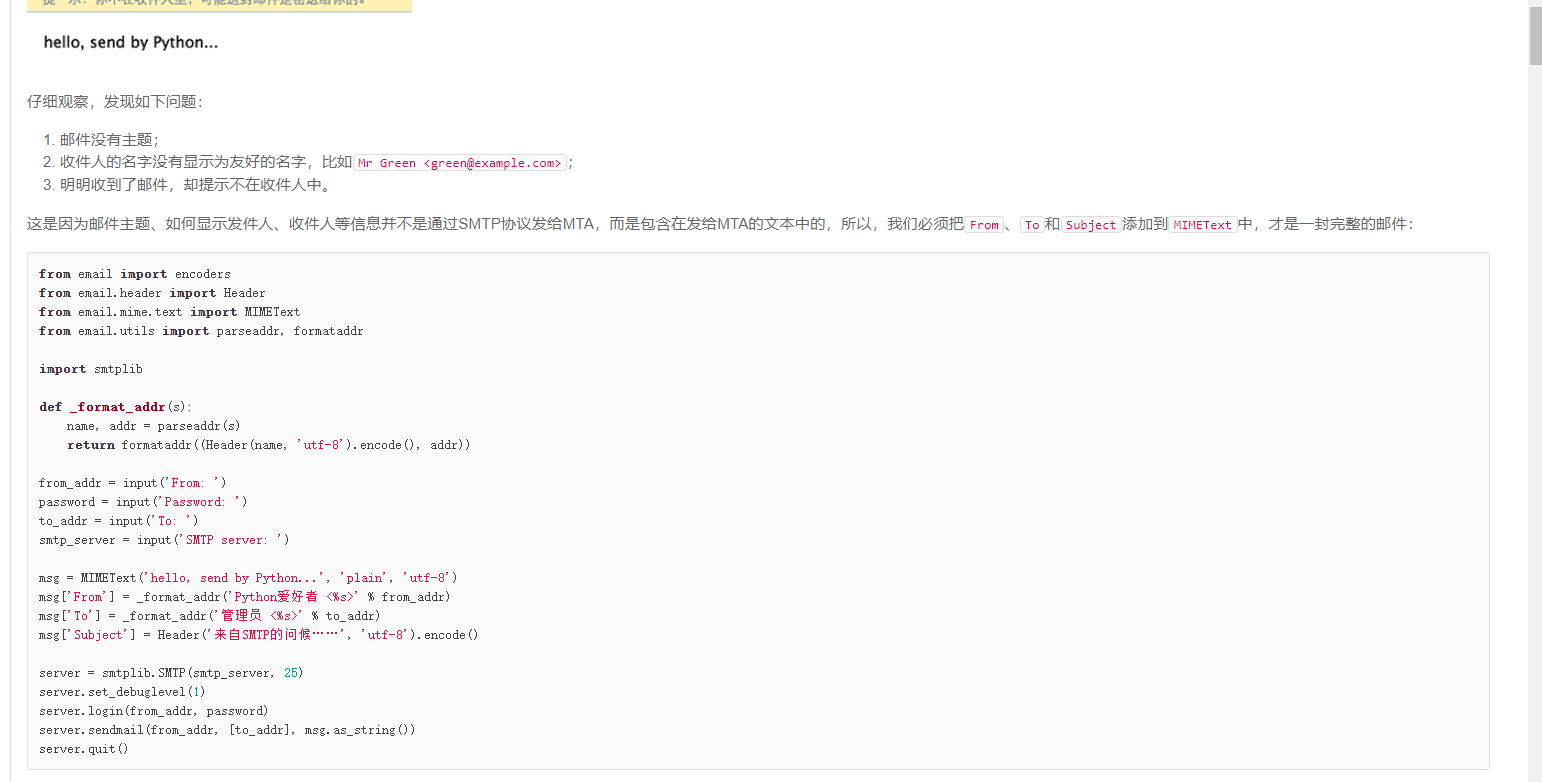 hello, send by Python...
仔细观察，发现如下问题：
1. 邮件没有主题；
2. 收件人的名字没有显示为友好的名字，比如Mr Green <green@example.com>；
3. 明明收到了邮件，却提示不在收件人中。
这是因为邮件主题、如何显示发件人、收件人等信息并不是通过SMTP协议发给MTA，而是包含在发给MTA的文本中的，所以，我们必须把From、To和Subject添加到MIMEText中，才是一封完整的邮件：
from email import encoders
from email.header import Header
from email.mime.text import MIMEText
from email.utils import parseaddr, formataddr
import smtplib
def _format_addr(s):
    name, addr = parseaddr(s)
    return formataddr((Header(name, 'utf-8').encode(), addr))
from_addr = input('From: ')
password = input('Password: ')
to_addr = input('To: ')
smtp_server = input('SMTP server: ')
msg = MIMEText('hello, send by Python...', 'plain', 'utf-8')
msg['From'] = _format_addr('Python爱好者 <%s>' % from_addr)
msg['To'] = _format_addr('管理员 <%s>' % to_addr)
msg['Subject'] = Header('来自SMTP的问候……', 'utf-8').encode()
server = smtplib.SMTP(smtp_server, 25)
server.set_debuglevel(1)
server.login(from_addr, password)
server.sendmail(from_addr, [to_addr], msg.as_string())
server.quit()